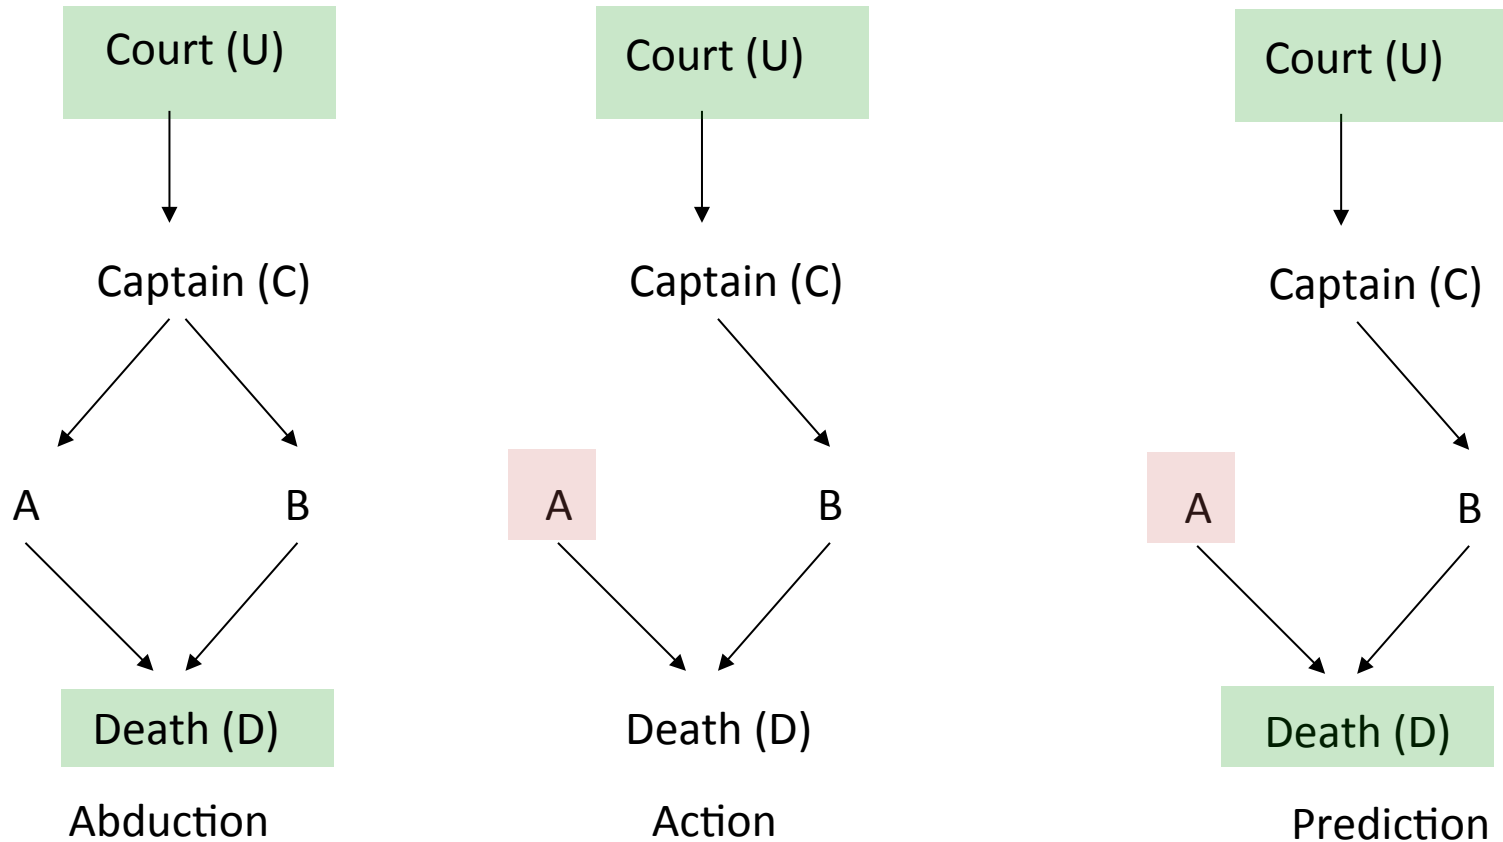 Court (U)
Captain (C)
A
B
Death (D)
Abduction
Court (U)
Captain (C)
A
B
Death (D)
Action
Court (U)
Captain (C)
A
B
Death (D)
Prediction